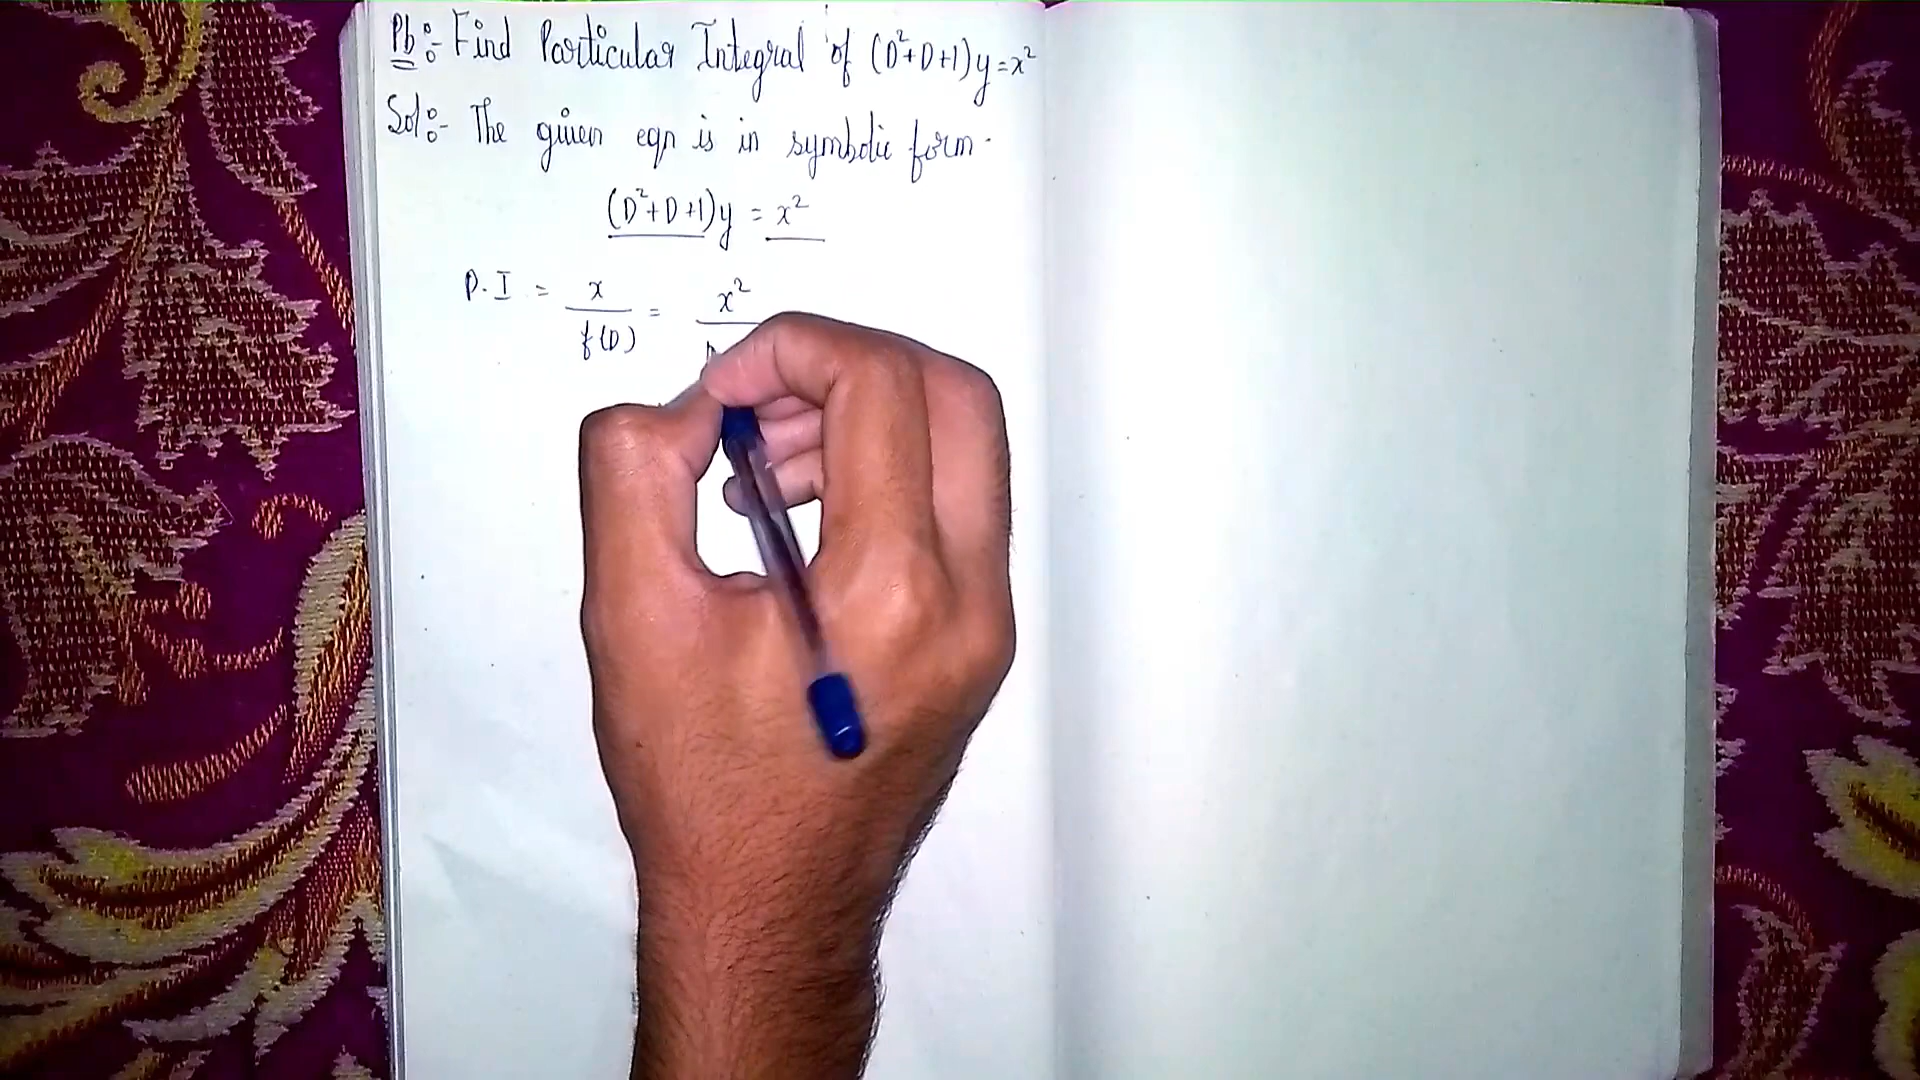 Pb:- Find Particular Integral of (D²+D+1)y=x²
Sol:- The given eqn is in symbolic form.
(D²+D+1)y = x²
P.I = x/f(D) = x²